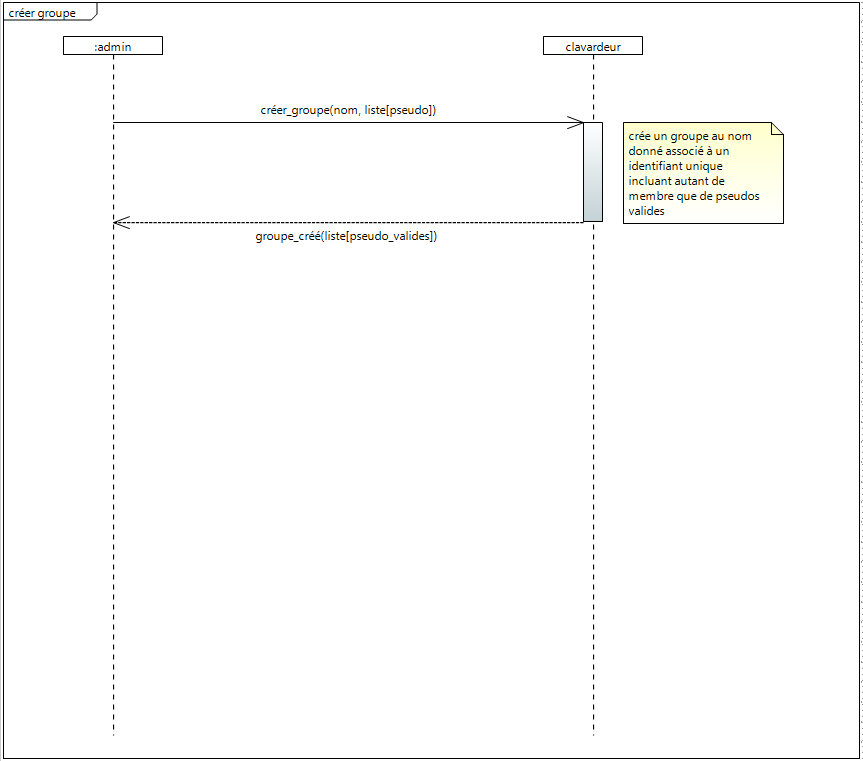 créer groupe
:admin
clavardeur
créer_groupe(nom, liste[pseudo])
crée un groupe au nom
donné associé à un
identifiant unique
incluant autant de
membre que de pseudos
valides
groupe_créé(liste[pseudo_valides])